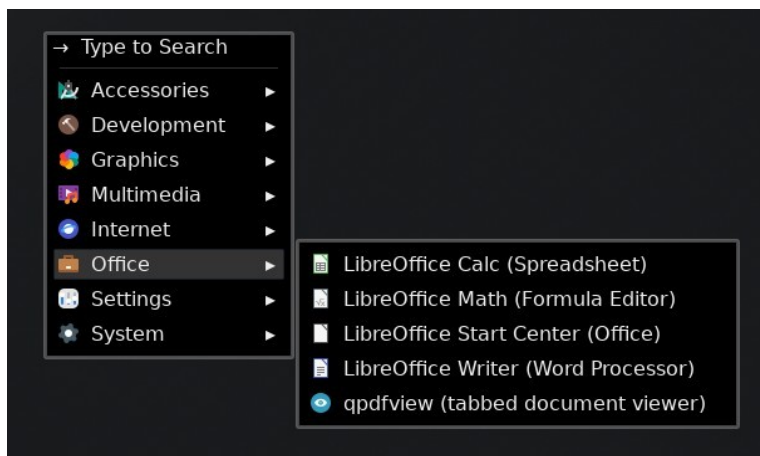 → Type to Search
Accessories ▸
Development ▸
Graphics ▸
Multimedia ▸
Internet ▸
Office ▸
Settings ▸
System ▸
LibreOffice Calc (Spreadsheet)
LibreOffice Math (Formula Editor)
LibreOffice Start Center (Office)
LibreOffice Writer (Word Processor)
qpdfview (tabbed document viewer)